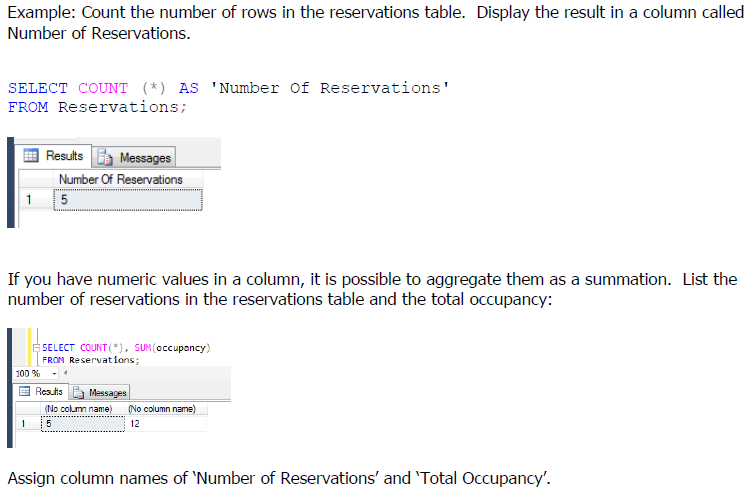 Example: Count the number of rows in the reservations table.  Display the result in a column called
Number of Reservations.
SELECT COUNT (*) AS 'Number Of Reservations'
FROM Reservations;
Results Messages
Number Of Reservations
1 5
If you have numeric values in a column, it is possible to aggregate them as a summation.  List the
number of reservations in the reservations table and the total occupancy:
SELECT COUNT(*), SUM(occupancy)
FROM Reservations;
100 %
Results Messages
(No column name) (No column name)
1 5 12
Assign column names of ‘Number of Reservations’ and ‘Total Occupancy’.